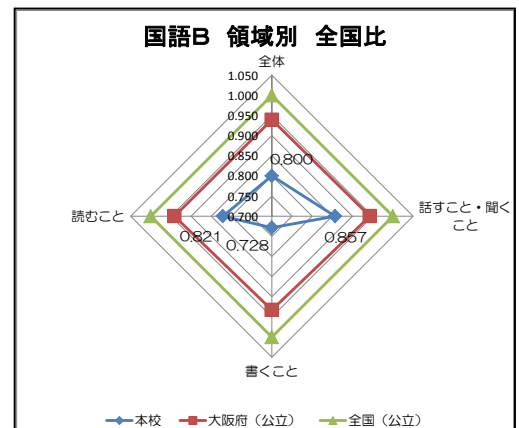 国語B 領域別 全国比
全体
1.050
1.000
0.950
0.900
0.850
0.800
0.750
0.700
0.800
話すこと・聞く
こと
読むこと
0.821
0.728
0.857
書くこと
本校 大阪府（公立） 全国（公立）